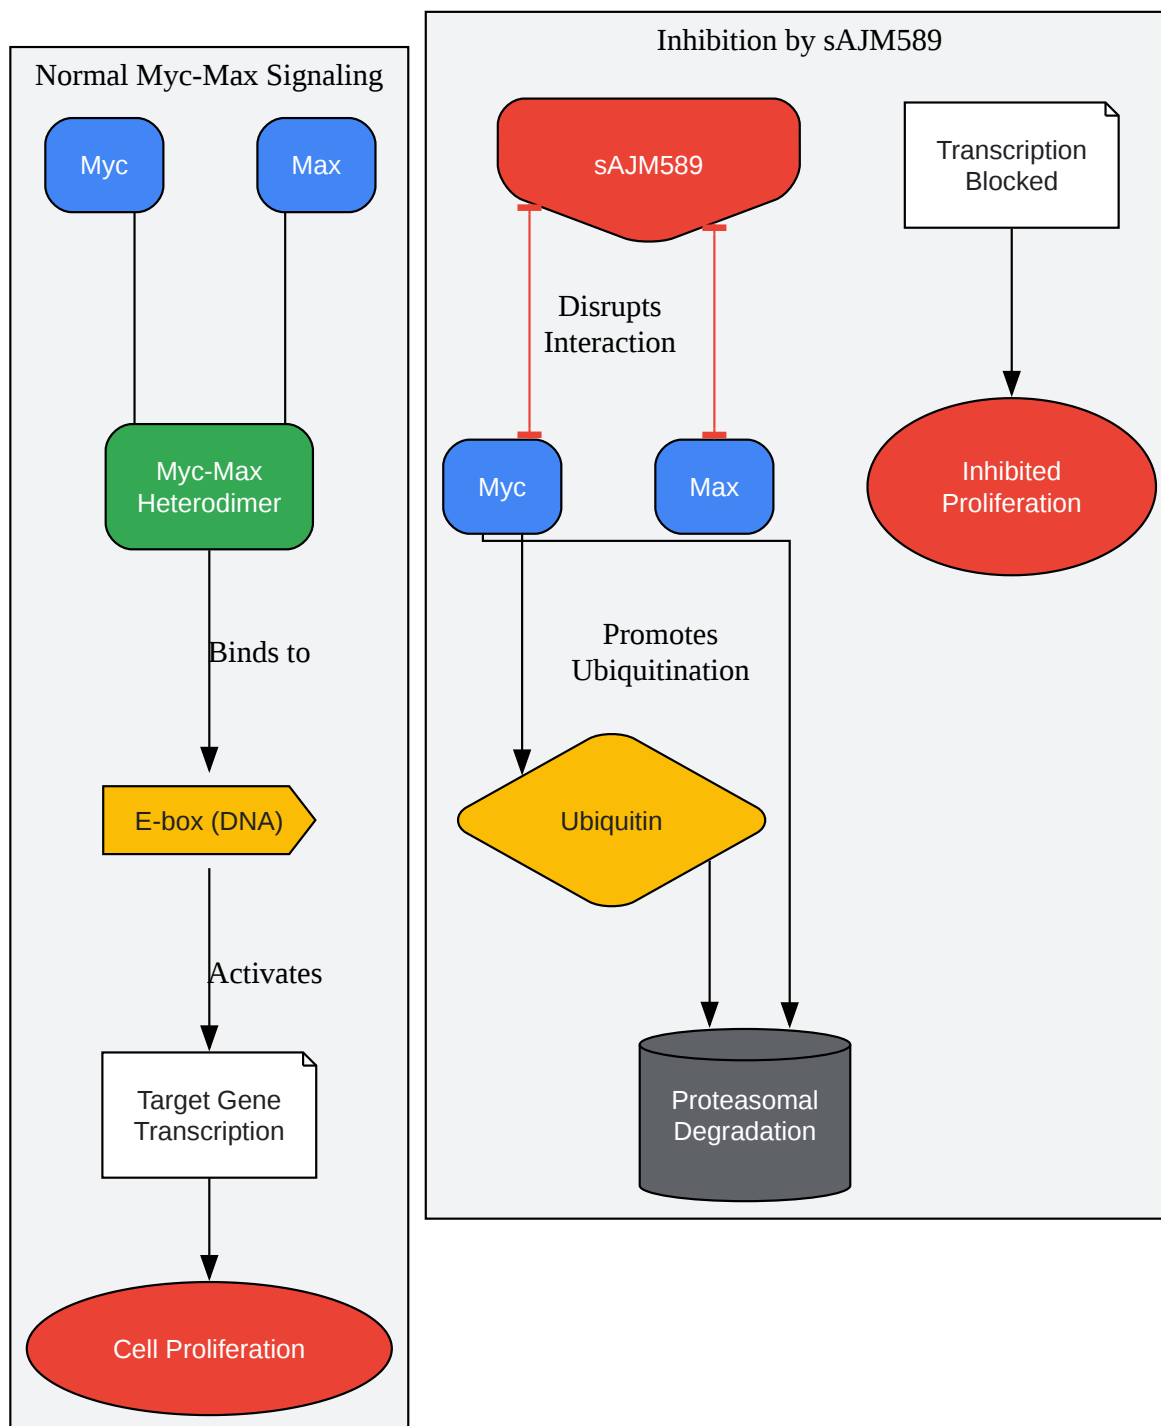 Normal Myc-Max Signaling
Myc
Max
Myc-Max
Heterodimer
Binds to
E-box (DNA)
Activates
Target Gene
Transcription
Cell Proliferation
Inhibition by sAJM589
sAJM589
Disrupts
Interaction
Myc
Max
Promotes
Ubiquitination
Ubiquitin
Proteasomal
Degradation
Transcription
Blocked
Inhibited
Proliferation